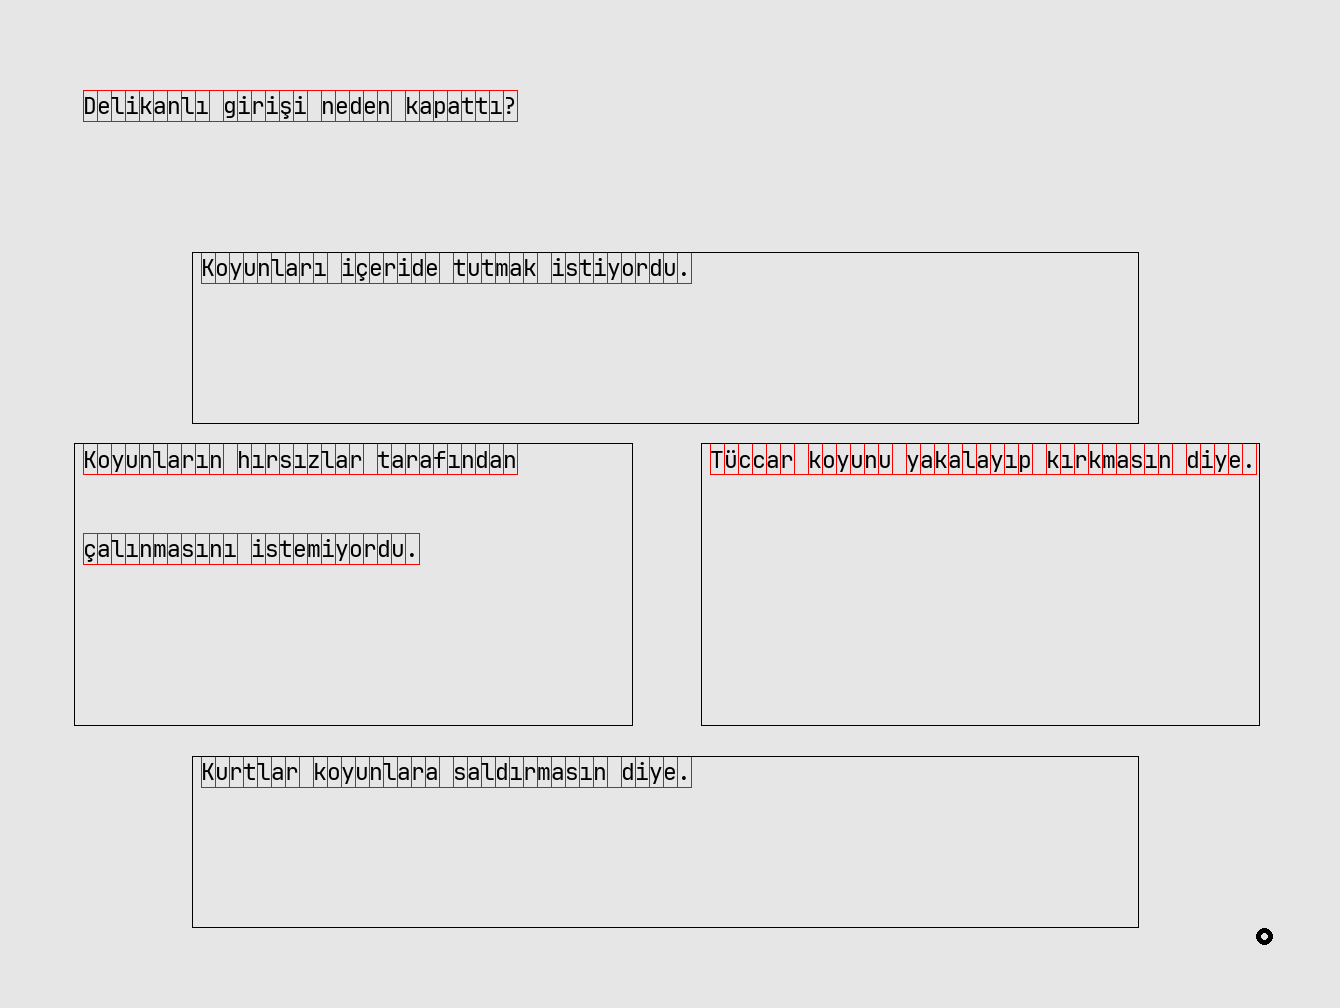 Delikanlı girişi neden kapattı?
Koyunları içeride tutmak istiyordu.
Koyunların hırsızlar tarafından
çalınmasını istemiyordu.
Tüccar koyunu yakalayıp kırkmasın diye.
Kurtlar koyunlara saldırmasın diye.